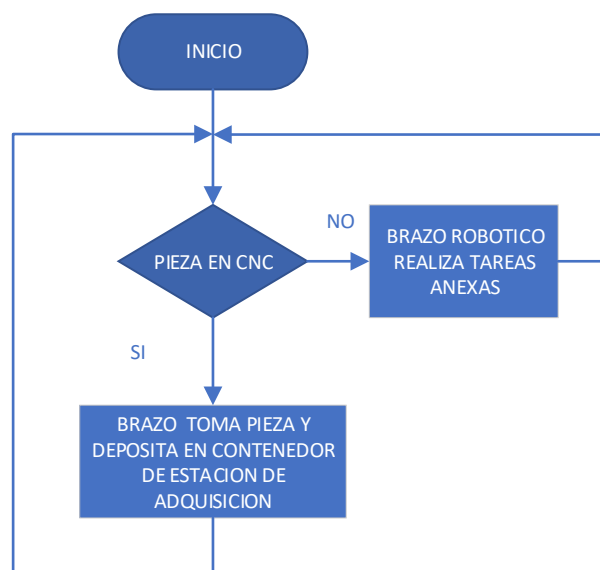 INICIO
PIEZA EN CNC
NO
BRAZO ROBOTICO
REALIZA TAREAS
ANEXAS
SI
BRAZO TOMA PIEZA Y
DEPOSITA EN CONTENEDOR
DE ESTACION DE
ADQUISICION